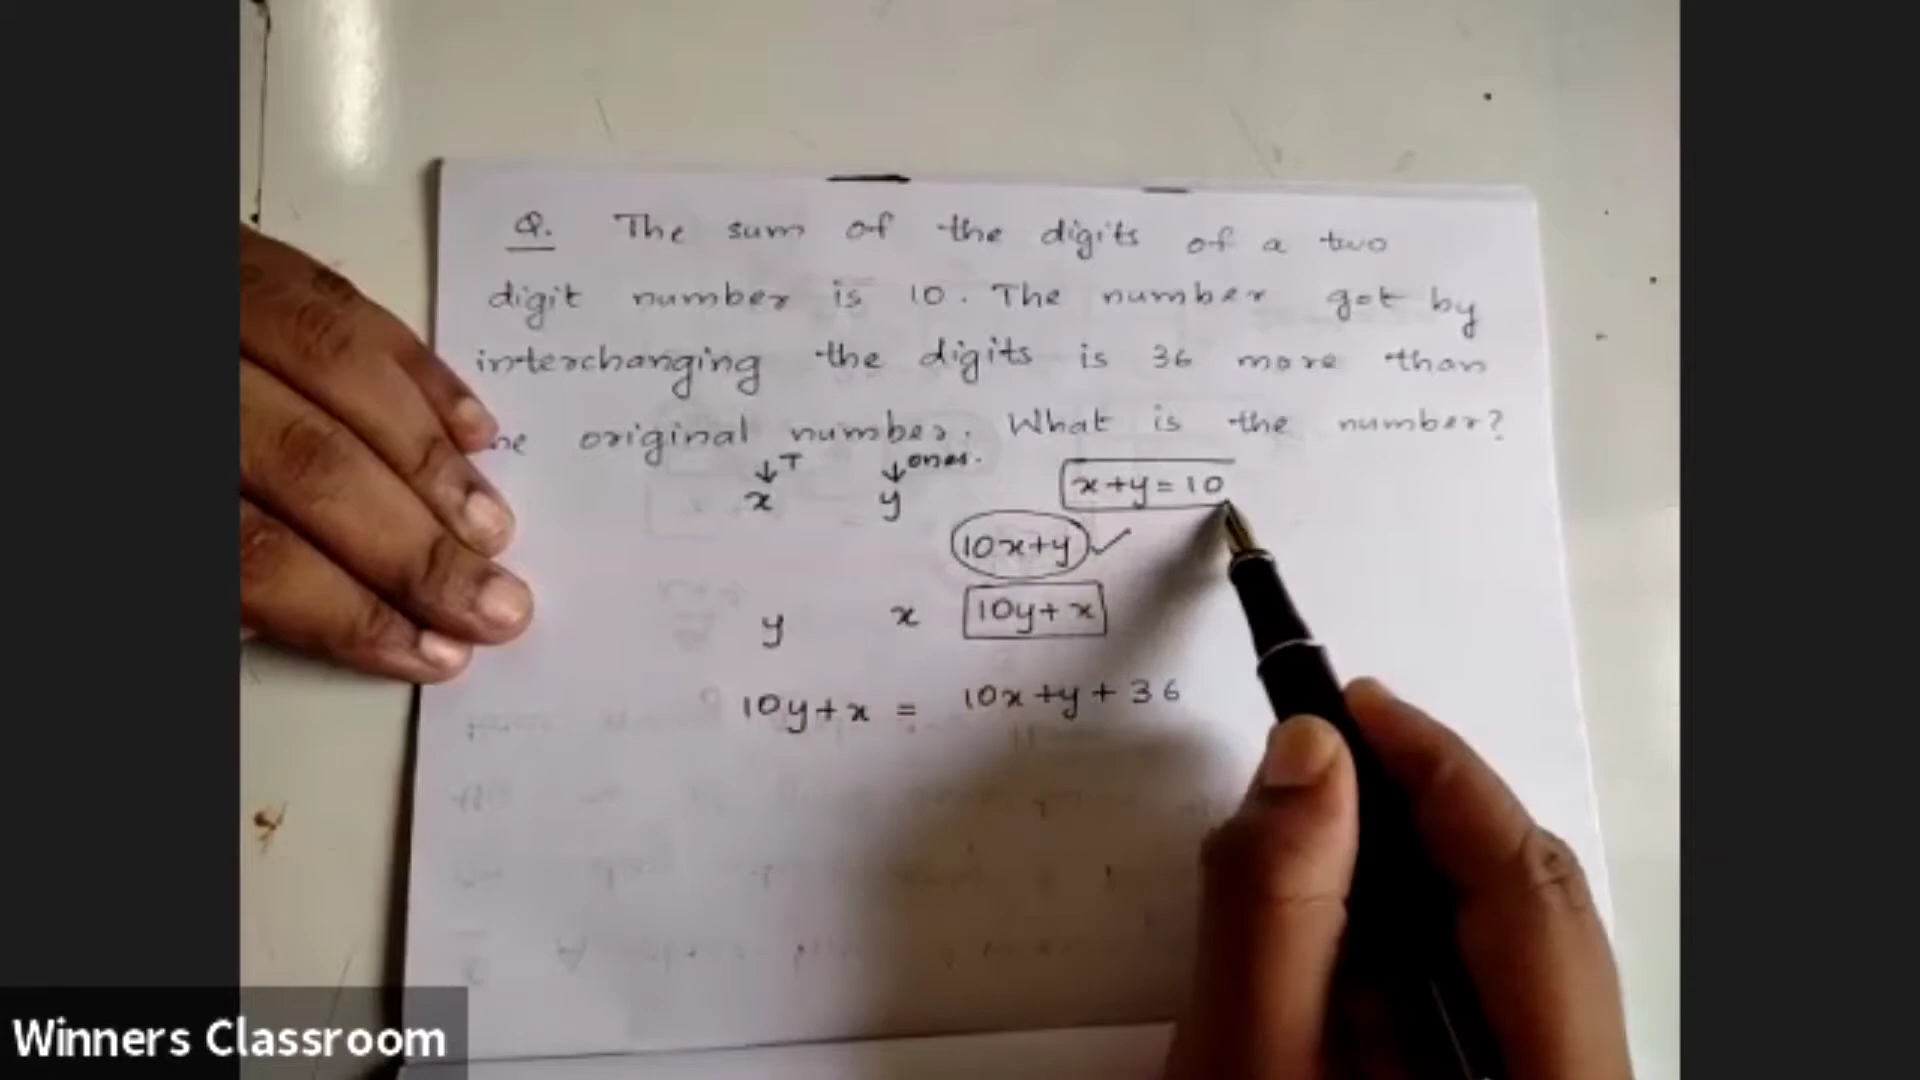 Q. The sum of the digits of a two
digit number is 10. The number got by
interchanging the digits is 36 more than
he original number. What is the number?
↓T ↓ones.
x y x+y=10
10x+y ✓
y x 10y+x
10y+x = 10x+y+36
Winners Classroom